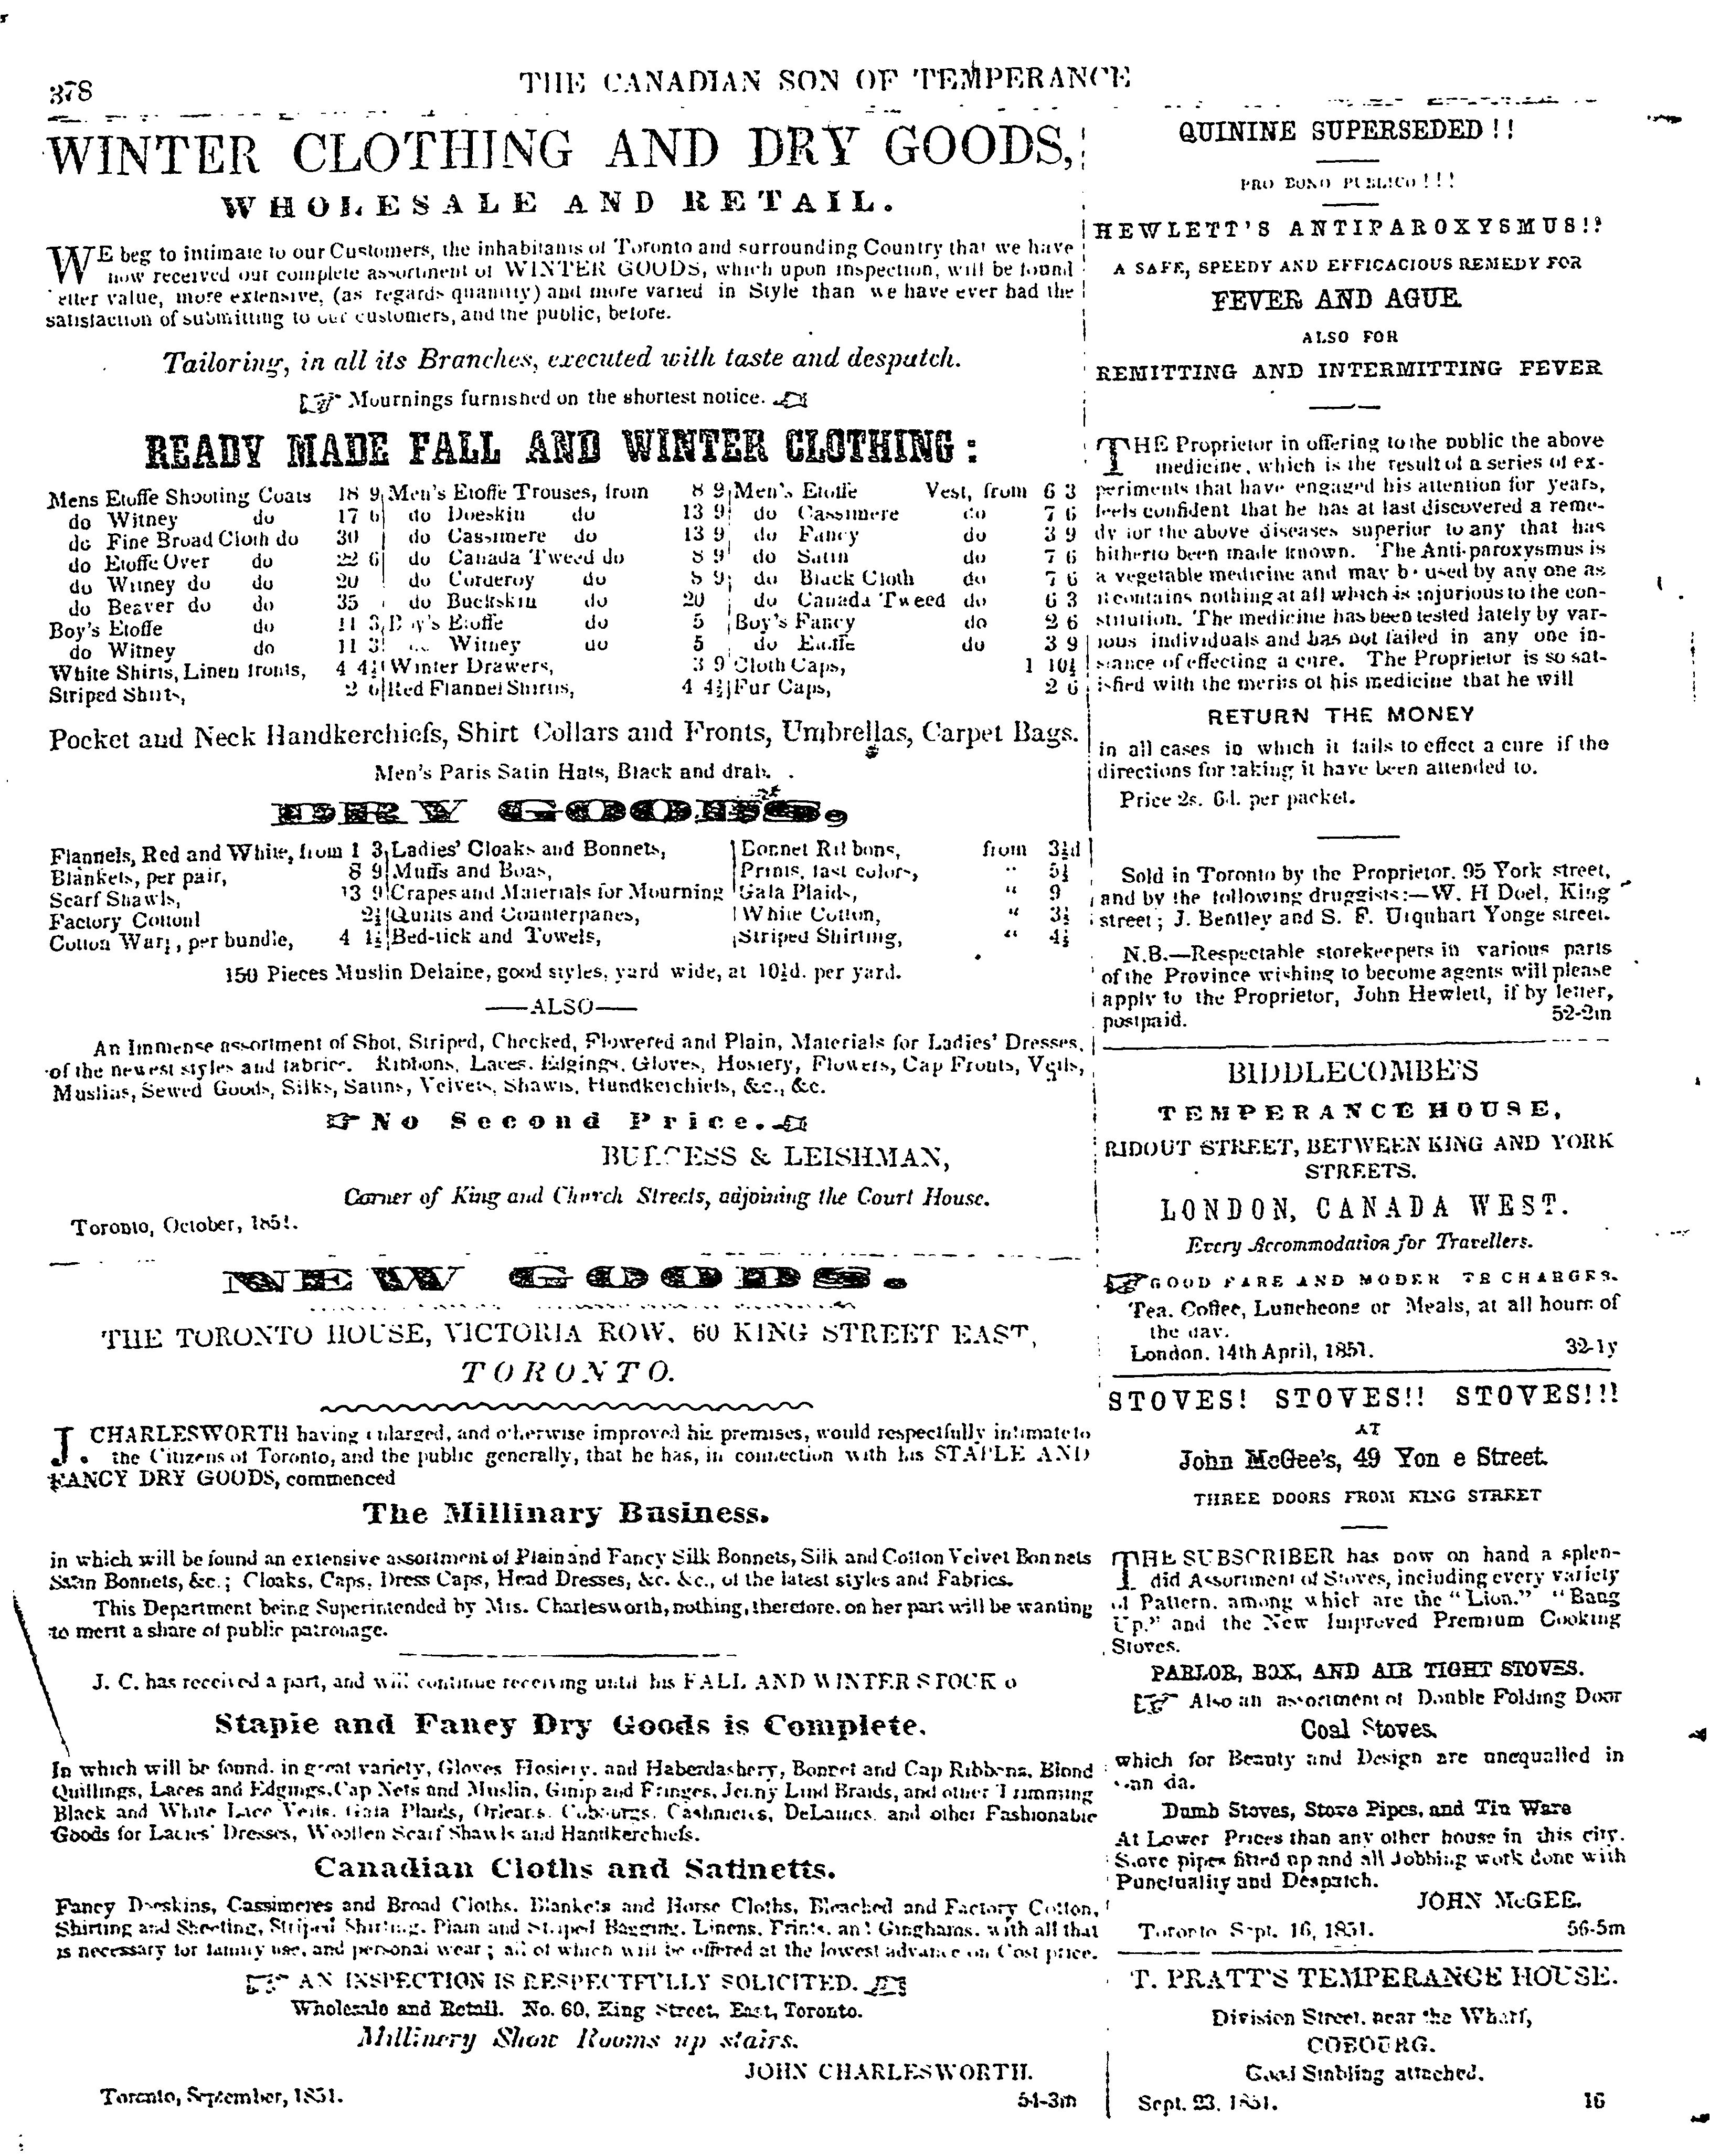 378
THE CANADIAN SON OF TEMPERANCE
WINTER CLOTHING AND DRY GOODS,
WHOLESALE AND RETAIL.
WE beg to intimate to our Customers, the inhabitants of Toronto and surrounding Country that we have
now received our complete assortment of WINTER GOODS, which upon inspection, will be found
etter value, more extensive, (as regards quantity) and more varied in Style than we have ever had the
satisfaction of submitting to our customers, and the public, before.
Tailoring, in all its Branches, executed with taste and despatch.
Mournings furnished on the shortest notice.
READY MADE FALL AND WINTER CLOTHING:
Mens Etoffe Shooting Coats 18 9 Men's Etoffe Trouses, from 8 9 Men's Etoffe Vest, from 6 3
do Witney do 17 6 do Doeskin do 13 9 do Cassimere do 7 6
do Fine Broad Cloth do 30 do Cassimere do 13 9 do Fancy do 3 9
do Etoffe Over do 22 6 do Canada Tweed do 8 9 do Satin do 7 6
do Witney do do 20 do Corderoy do 8 9 do Black Cloth do 7 6
do Beaver do do 35 do Buckskin do 20 do Canada Tweed do 6 3
Boy's Etoffe do 11 3 Boy's Etoffe do 5 Boy's Fancy do 2 6
do Witney do 11 3 do Witney do 5 do Etoffe do 3 9
White Shirts, Linen fronts, 4 4½ Winter Drawers, 3 9 Cloth Caps, 1 10½
Striped Shirts, 2 6 Red Flannel Shirts, 4 4½ Fur Caps, 2 6
Pocket and Neck Handkerchiefs, Shirt Collars and Fronts, Umbrellas, Carpet Bags.
Men's Paris Satin Hats, Black and drab.
DRY GOODS,
Flannels, Red and White, from 1 3 Ladies' Cloaks and Bonnets, Bonnet Ribbons, from 3½d
Blankets, per pair, 8 9 Muffs and Boas, Prints, fast colors, " 5½
Scarf Shawls, 13 9 Crapes and Materials for Mourning Gala Plaids, " 9
Factory Cottonl 2½ Quilts and Counterpanes, White Cotton, " 3½
Cotton Warp, per bundle, 4 1½ Bed-tick and Towels, Striped Shirting, " 4½
150 Pieces Muslin Delaine, good styles, yard wide, at 10½d. per yard.
—ALSO—
An Immense assortment of Shot, Striped, Checked, Flowered and Plain, Materials for Ladies' Dresses,
of the newest styles and fabrics. Ribbons, Laces, Edgings, Gloves, Hosiery, Flowers, Cap Fronts, Veils,
Muslins, Sewed Goods, Silks, Satins, Velvets, Shawls, Handkerchiefs, &c., &c.
No Second Price.
BURGESS & LEISHMAN,
Corner of King and Church Streets, adjoining the Court House.
Toronto, October, 1851.
NEW GOODS.
THE TORONTO HOUSE, VICTORIA ROW, 60 KING STREET EAST,
TORONTO.
J. CHARLESWORTH having enlarged, and otherwise improved his premises, would respectfully intimate to
the Citizens of Toronto, and the public generally, that he has, in connection with his STAPLE AND
FANCY DRY GOODS, commenced
The Millinary Business.
in which will be found an extensive assortment of Plain and Fancy Silk Bonnets, Silk and Cotton Velvet Bonnets
Satin Bonnets, &c.; Cloaks, Caps, Dress Caps, Head Dresses, &c. &c., of the latest styles and Fabrics.
This Department being Superintended by Mrs. Charlesworth, nothing, therefore, on her part will be wanting
to merit a share of public patronage.
J. C. has received a part, and will continue receiving until his FALL AND WINTER STOCK o
Staple and Fancy Dry Goods is Complete.
In which will be found, in great variety, Gloves Hosiery, and Haberdashery, Bonnet and Cap Ribbons, Blond
Quillings, Laces and Edgings, Cap Nets and Muslin, Gimp and Fringes, Jenny Lind Braids, and other Trimming
Black and White Lace Veils, Gala Plaids, Orleans, Cobourgs, Cashmeres, DeLaines, and other Fashionable
Goods for Ladies' Dresses, Woollen Scarf Shawls and Handkerchiefs.
Canadian Cloths and Satinetts.
Fancy Doeskins, Cassimeres and Broad Cloths, Blankets and Horse Cloths, Bleached and Factory Cotton,
Shirting and Sheeting, Striped Shirting, Plain and Striped Bagging, Linens, Prints, and Ginghams, with all that
is necessary for family use, and personal wear; all of which will be offered at the lowest advance on Cost price.
AN INSPECTION IS RESPECTFULLY SOLICITED.
Wholesale and Retail. No. 60, King Street, East, Toronto.
Millinery Show Rooms up stairs.
JOHN CHARLESWORTH.
Toronto, September, 1851. 54-3m
QUININE SUPERSEDED!!
PRO BONO PUBLICO!!!
HEWLETT'S ANTIPAROXYSMUS!!
A SAFE, SPEEDY AND EFFICACIOUS REMEDY FOR
FEVER AND AGUE
ALSO FOR
REMITTING AND INTERMITTING FEVER
THE Proprietor in offering to the public the above
medicine, which is the result of a series of ex-
periments that have engaged his attention for years,
feels confident that he has at last discovered a reme-
dy for the above diseases superior to any that has
hitherto been made known. The Anti-paroxysmus is
a vegetable medicine and may be used by any one as
it contains nothing at all which is injurious to the con-
stitution. The medicine has been tested lately by var-
ious individuals and has not failed in any one in-
stance of effecting a cure. The Proprietor is so sat-
isfied with the merits of his medicine that he will
RETURN THE MONEY
in all cases in which it fails to effect a cure if the
directions for taking it have been attended to.
Price 2s. 6d. per packet.
Sold in Toronto by the Proprietor, 95 York street,
and by the following druggists:—W. H Doel, King
street; J. Bentley and S. F. Urquhart Yonge street.
N.B.—Respectable storekeepers in various parts
of the Province wishing to become agents will please
apply to the Proprietor, John Hewlett, if by letter,
postpaid. 52-2m
BIDDLECOMBE'S
TEMPERANCE HOUSE,
RIDOUT STREET, BETWEEN KING AND YORK
STREETS.
LONDON, CANADA WEST.
Every Accommodation for Travellers.
GOOD FARE AND MODER TE CHARGES.
Tea, Coffee, Luncheons or Meals, at all hours of
the day.
London, 14th April, 1851. 32-1y
STOVES! STOVES!! STOVES!!!
AT
John McGee's, 49 Yon e Street.
THREE DOORS FROM KING STREET
THE SUBSCRIBER has now on hand a splen-
did Assortment of Stoves, including every variety
of Pattern, among which are the "Lion." "Bang
Up." and the New Improved Premium Cooking
Stoves.
PARLOR, BOX, AND AIR TIGHT STOVES.
Also an assortment of Double Folding Door
Coal Stoves,
which for Beauty and Design are unequalled in
an da.
Dumb Stoves, Stove Pipes, and Tin Ware
At Lower Prices than any other house in this city.
Stove pipes fitted up and all Jobbing work done with
Punctuality and Despatch.
JOHN McGEE.
Toronto Sept. 16, 1851. 56-5m
T. PRATT'S TEMPERANCE HOUSE.
Division Street, near the Wharf,
COBOURG.
Good Stabling attached.
Sept. 23, 1851. 16